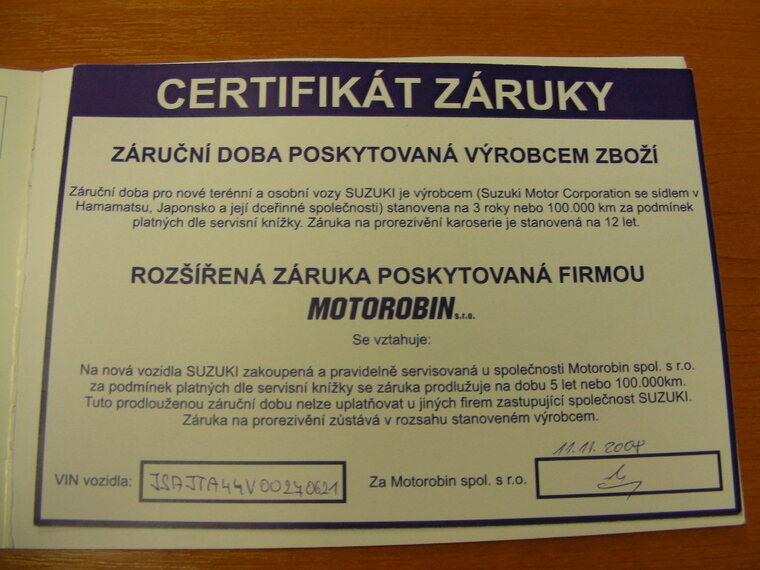 CERTIFIKÁT ZÁRUKY
ZÁRUČNÍ DOBA POSKYTOVANÁ VÝROBCEM ZBOŽÍ
Záruční doba pro nové terénní a osobní vozy SUZUKI je výrobcem (Suzuki Motor Corporation se sídlem v
Hamamatsu, Japonsko a její dceřinné společnosti) stanovena na 3 roky nebo 100.000 km za podmínek
platných dle servisní knížky. Záruka na prorezivění karoserie je stanovená na 12 let.
ROZŠÍŘENÁ ZÁRUKA POSKYTOVANÁ FIRMOU
MOTOROBIN s.r.o.
Se vztahuje:
Na nová vozidla SUZUKI zakoupená a pravidelně servisovaná u společnosti Motorobin spol. s r.o.
za podmínek platných dle servisní knížky se záruka prodlužuje na dobu 5 let nebo 100.000km.
Tuto prodlouženou záruční dobu nelze uplatňovat u jiných firem zastupující společnost SUZUKI.
Záruka na prorezivění zůstává v rozsahu stanoveném výrobcem.
11.11.2004
VIN vozidla: JSAJTA44V00270621 Za Motorobin spol. s r.o.